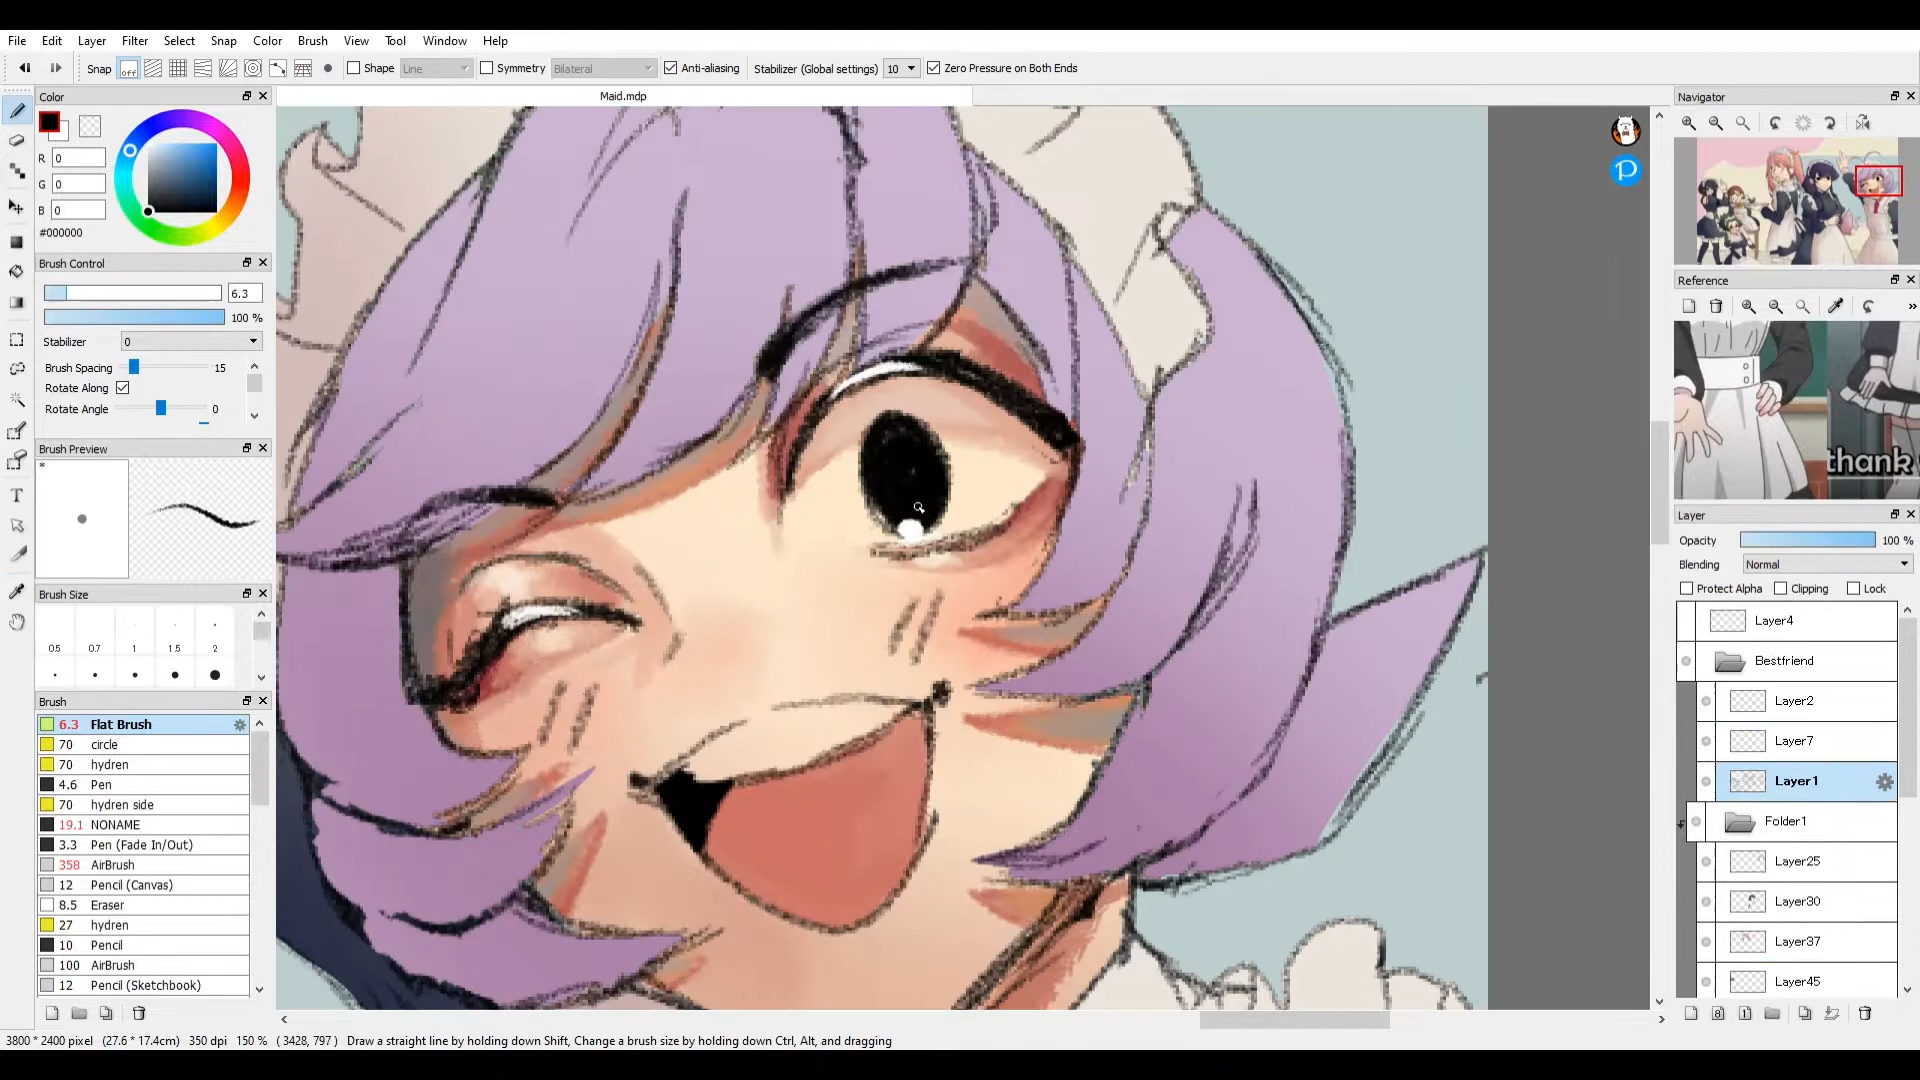 File Edit Layer Filter Select Snap Color Brush View Tool Window Help
Snap off Shape Line Symmetry Bilateral Anti-aliasing Stabilizer (Global settings) 10 Zero Pressure on Both Ends
Color
Maid.mdp
Navigator
R 0
G 0
B 0
#000000
Brush Control
6.3
100 %
Stabilizer 0
Brush Spacing 15
Rotate Along
Rotate Angle 0
Brush Preview
*
Brush Size
0.5 0.7 1 1.5 2
Brush
6.3 Flat Brush
70 circle
70 hydren
4.6 Pen
70 hydren side
19.1 NONAME
3.3 Pen (Fade In/Out)
358 AirBrush
12 Pencil (Canvas)
8.5 Eraser
27 hydren
10 Pencil
100 AirBrush
12 Pencil (Sketchbook)
Reference
thank
Layer
Opacity 100 %
Blending Normal
Protect Alpha Clipping Lock
Layer4
Bestfriend
Layer2
Layer7
Layer1
Folder1
Layer25
Layer30
Layer37
Layer45
3800 * 2400 pixel (27.6 * 17.4cm) 350 dpi 150 % ( 3428, 797 ) Draw a straight line by holding down Shift, Change a brush size by holding down Ctrl, Alt, and dragging